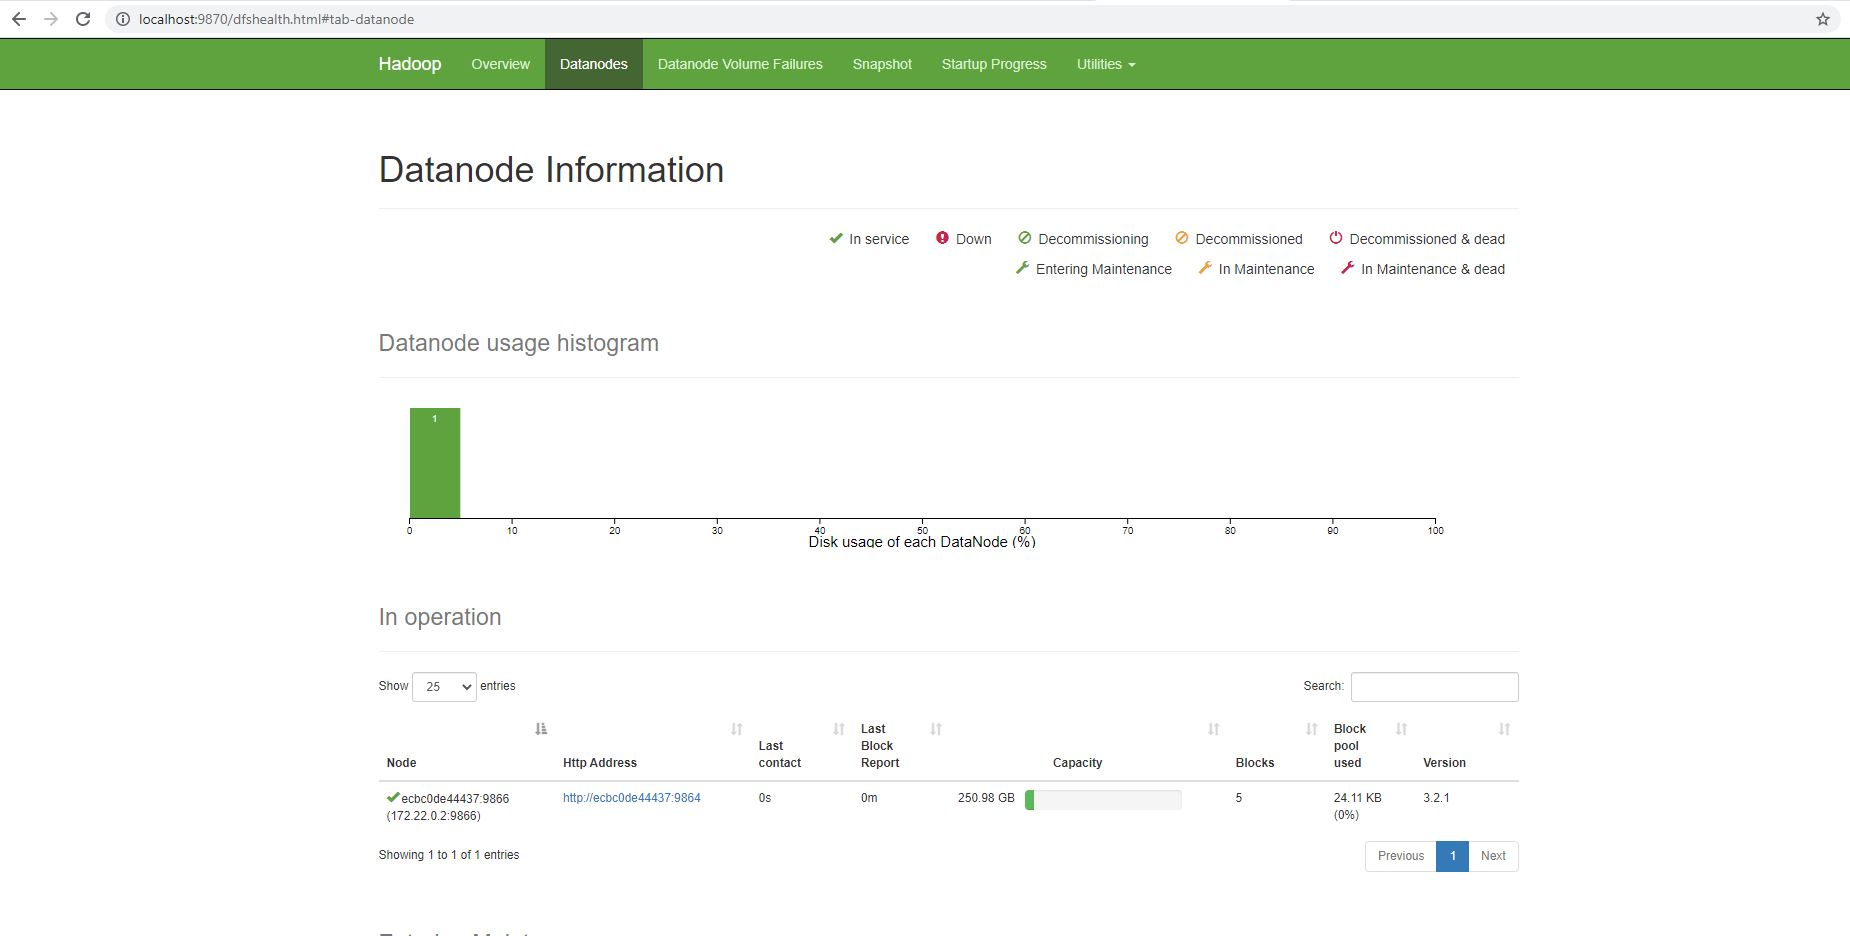 localhost:9870/dfshealth.html#tab-datanode
Hadoop Overview Datanodes Datanode Volume Failures Snapshot Startup Progress Utilities
Datanode Information
In service Down Decommissioning Decommissioned Decommissioned & dead
Entering Maintenance In Maintenance In Maintenance & dead
Datanode usage histogram
1
0 10 20 30 40 50 60 70 80 90 100
Disk usage of each DataNode (%)
In operation
Show 25 entries Search:
Node Http Address Last contact Last Block Report Capacity Blocks Block pool used Version
ecbc0de44437:9866 http://ecbc0de44437:9864 0s 0m 250.98 GB 5 24.11 KB 3.2.1
(172.22.0.2:9866) (0%)
Showing 1 to 1 of 1 entries Previous 1 Next